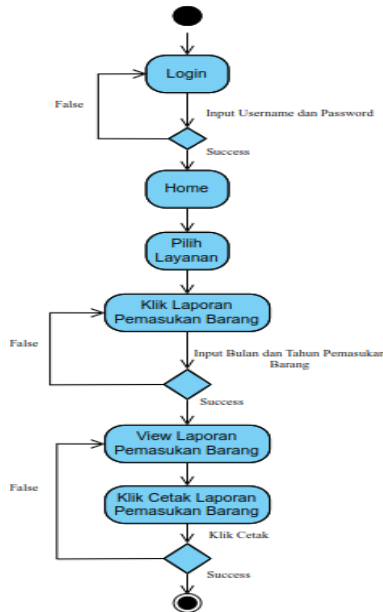 Login
False
Input Username dan Password
Success
Home
Pilih
Layanan
Klik Laporan
Pemasukan Barang
False
Input Bulan dan Tahun Pemasukan
Barang
Success
View Laporan
Pemasukan Barang
False
Klik Cetak Laporan
Pemasukan Barang
Klik Cetak
Success